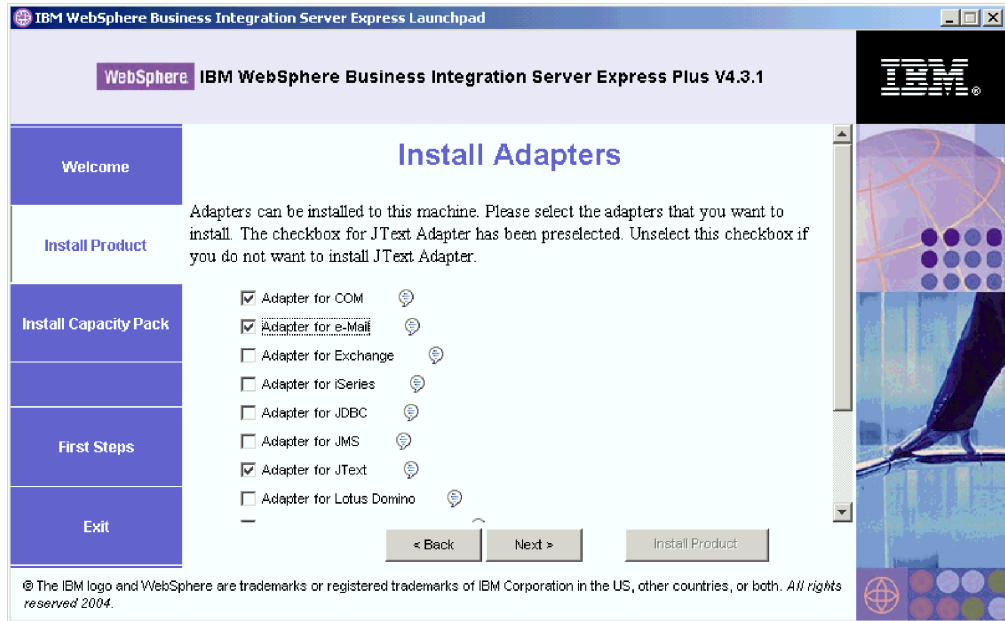 IBM WebSphere Business Integration Server Express Launchpad
WebSphere IBM WebSphere Business Integration Server Express Plus V4.3.1
IBM®
Welcome
Install Product
Install Capacity Pack
First Steps
Exit
Install Adapters
Adapters can be installed to this machine. Please select the adapters that you want to
install. The checkbox for JText Adapter has been preselected. Unselect this checkbox if
you do not want to install JText Adapter.
Adapter for COM
Adapter for e-Mail
Adapter for Exchange
Adapter for iSeries
Adapter for JDBC
Adapter for JMS
Adapter for JText
Adapter for Lotus Domino
< Back
Next >
Install Product
© The IBM logo and WebSphere are trademarks or registered trademarks of IBM Corporation in the US, other countries, or both. All rights
reserved 2004.